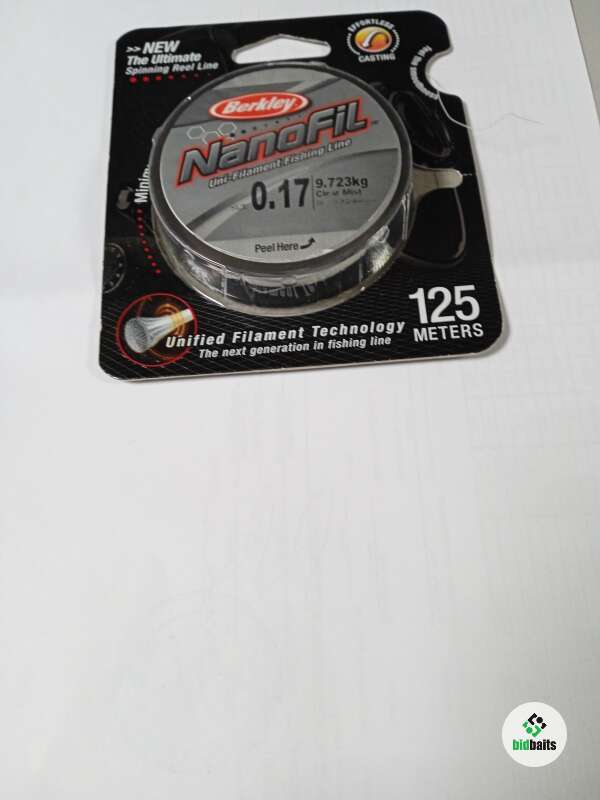 >> NEW
The Ultimate
Spinning Reel Line
EFFORTLESS
CASTING
Berkley
NanoFil
Uni-Filament Fishing Line
0.17
9.723kg
Clear Mist
Peel Here
125
METERS
Unified Filament Technology
The next generation in fishing line
bidbaits